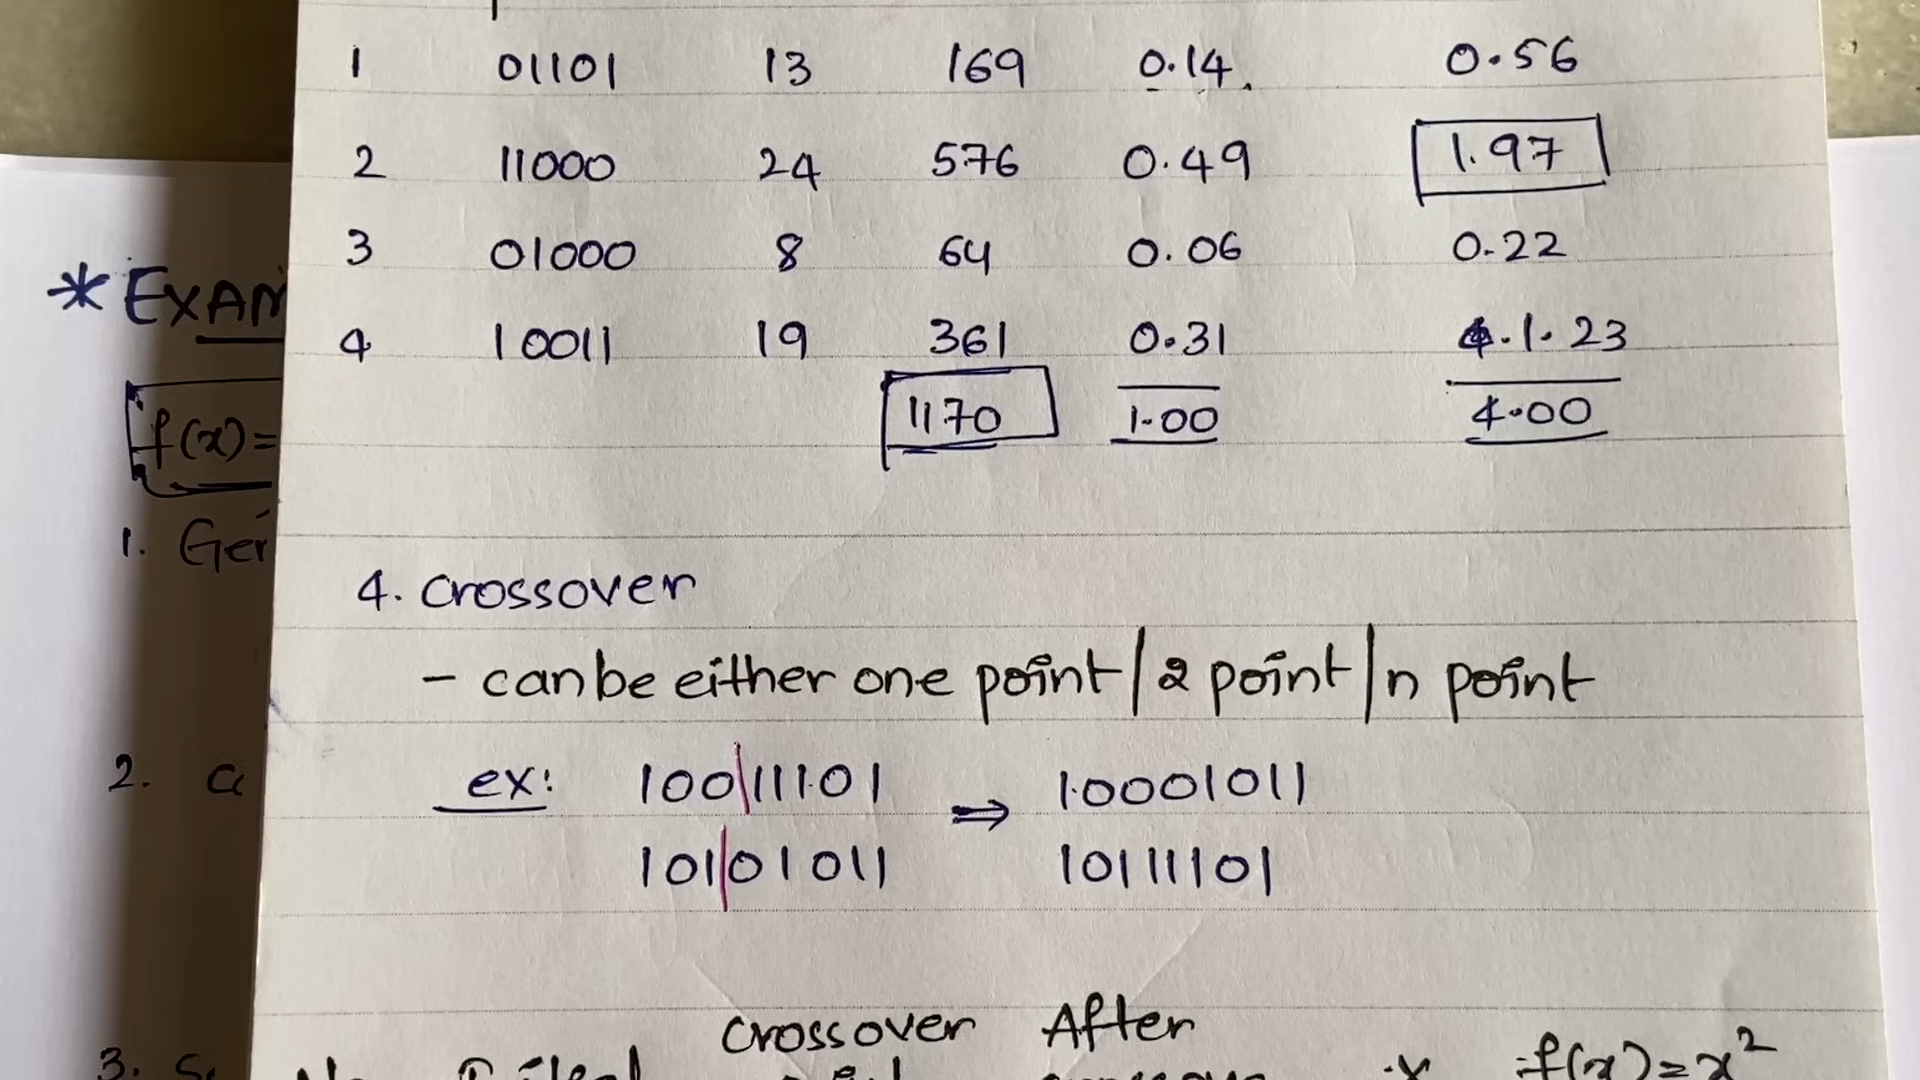 1 01101 13 169 0.14 0.56
2 11000 24 576 0.49 1.97
3 01000 8 64 0.06 0.22
4 10011 19 361 0.31 1.23
1170 1.00 4.00
* EXAM
f(x)=
1. Gen
4. Crossover
- can be either one point / 2 point / n point
2. C
ex: 100|11101 ⇒ 10001011
101|01011 10111101
Crossover After
3. S
x f(x)=x²